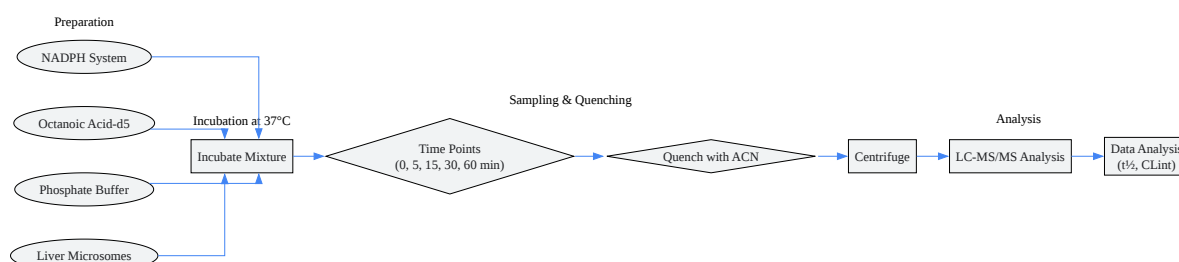 Preparation
NADPH System
Octanoic Acid-d5
Phosphate Buffer
Liver Microsomes
Incubation at 37°C
Incubate Mixture
Sampling & Quenching
Time Points
(0, 5, 15, 30, 60 min)
Quench with ACN
Centrifuge
Analysis
LC-MS/MS Analysis
Data Analysis
(t½, CLint)